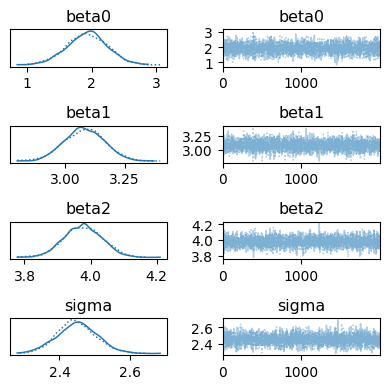 beta0 beta0
3
2
1
1 2 3 0 1000
beta1 beta1
3.25
3.00
3.00 3.25 0 1000
beta2 beta2
4.2
4.0
3.8
3.8 4.0 4.2 0 1000
sigma sigma
2.6
2.4
2.4 2.6 0 1000